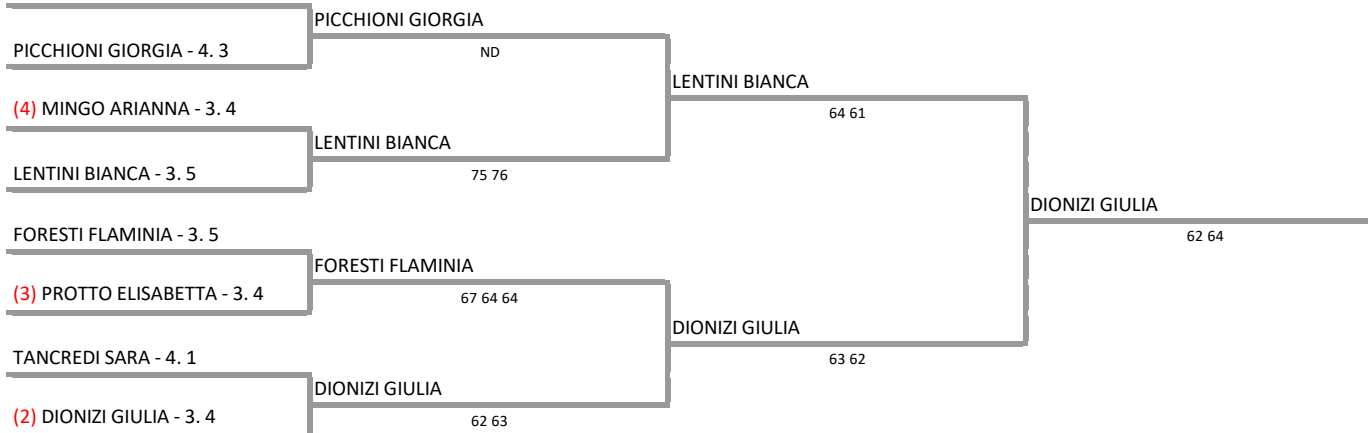 PICCHIONI GIORGIA
PICCHIONI GIORGIA - 4. 3
ND
LENTINI BIANCA
(4) MINGO ARIANNA - 3. 4
64 61
LENTINI BIANCA
LENTINI BIANCA - 3. 5
75 76
DIONIZI GIULIA
FORESTI FLAMINIA - 3. 5
62 64
FORESTI FLAMINIA
(3) PROTTO ELISABETTA - 3. 4
67 64 64
DIONIZI GIULIA
TANCREDI SARA - 4. 1
63 62
DIONIZI GIULIA
(2) DIONIZI GIULIA - 3. 4
62 63